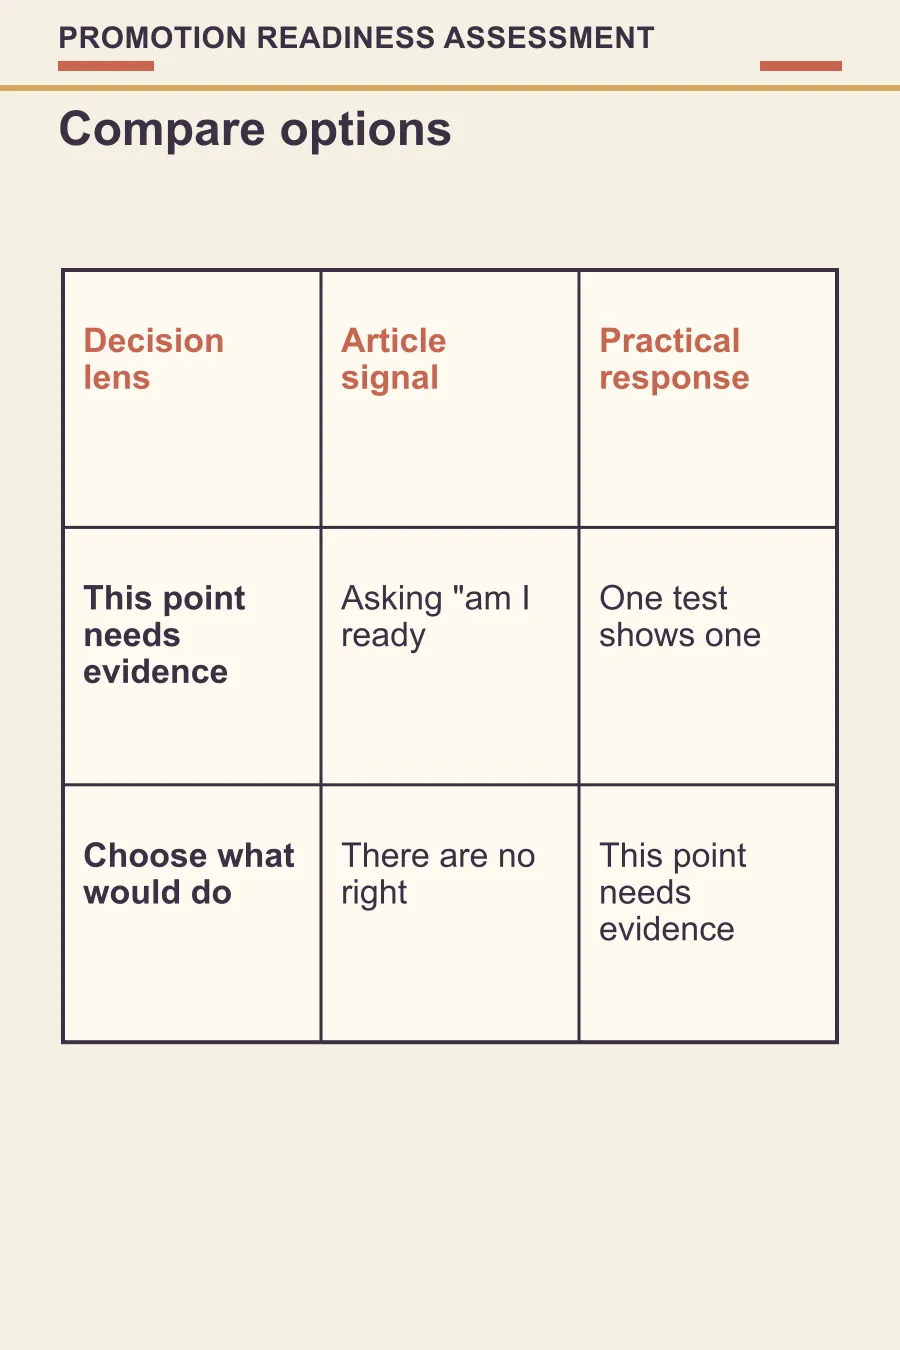 PROMOTION READINESS ASSESSMENT
Compare options
Decision
lens
Article
signal
Practical
response
This point
needs
evidence
Asking "am I
ready
One test
shows one
Choose what
would do
There are no
right
This point
needs
evidence